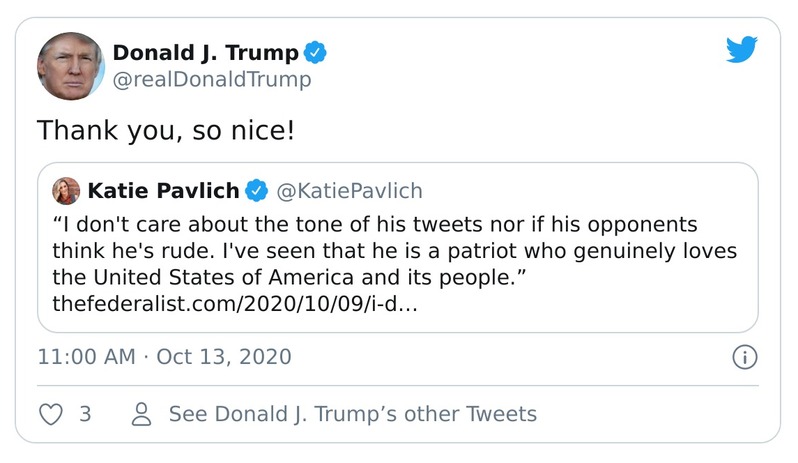 Donald J. Trump
@realDonaldTrump
Thank you, so nice!
Katie Pavlich @KatiePavlich
“I don't care about the tone of his tweets nor if his opponents
think he's rude. I've seen that he is a patriot who genuinely loves
the United States of America and its people.”
thefederalist.com/2020/10/09/i-d…
11:00 AM · Oct 13, 2020
3 See Donald J. Trump’s other Tweets